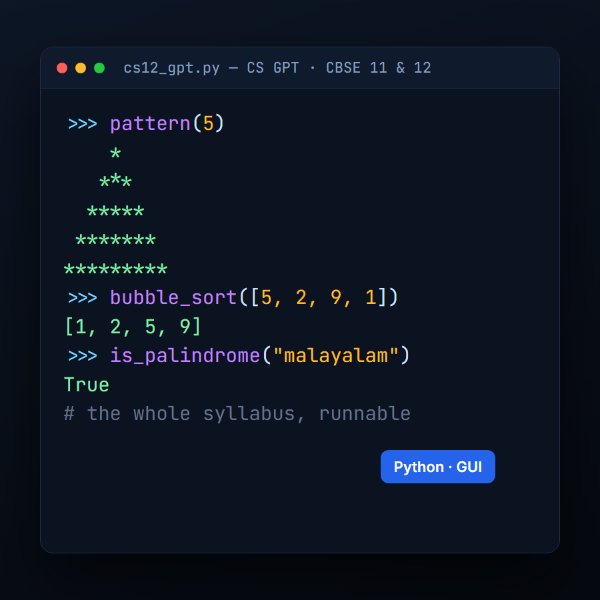 cs12_gpt.py — CS GPT · CBSE 11 & 12
>>> pattern(5)
    *
   ***
  *****
 *******
*********
>>> bubble_sort([5, 2, 9, 1])
[1, 2, 5, 9]
>>> is_palindrome("malayalam")
True
# the whole syllabus, runnable
Python · GUI